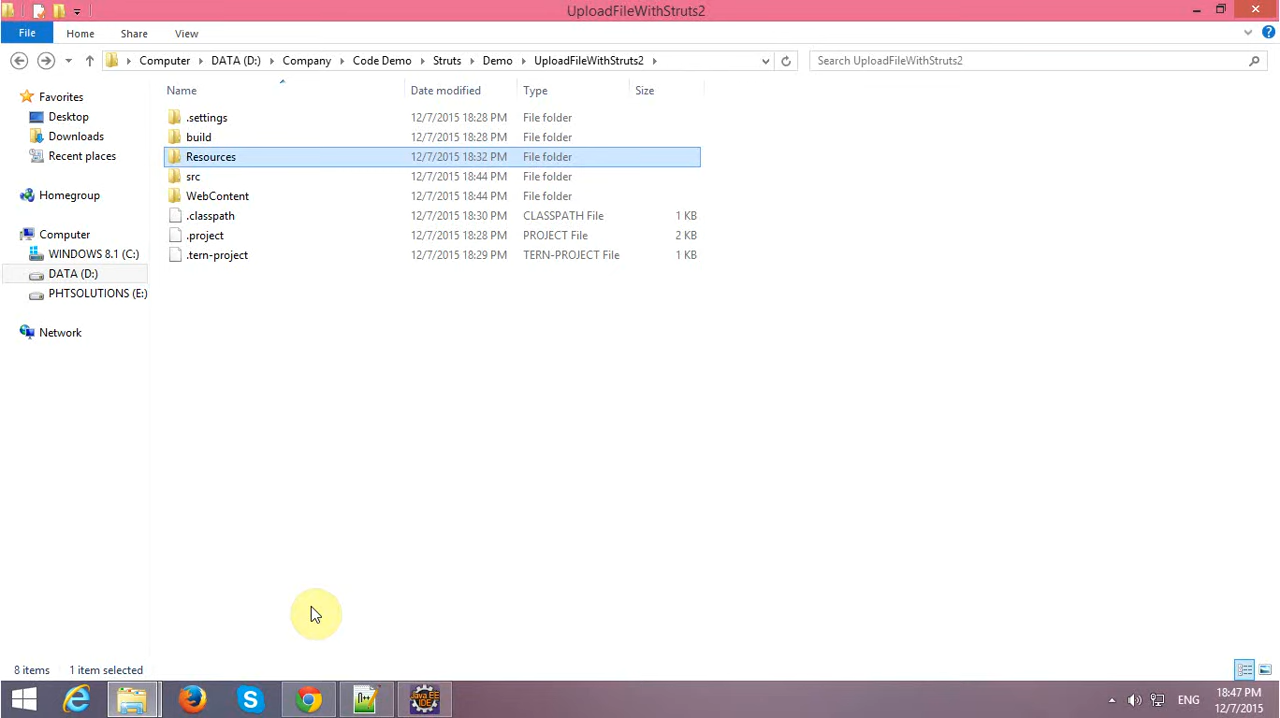 UploadFileWithStruts2
File Home Share View
Computer DATA (D:) Company Code Demo Struts Demo UploadFileWithStruts2 Search UploadFileWithStruts2
Name Date modified Type Size
Favorites
Desktop
Downloads
Recent places
Homegroup
Computer
WINDOWS 8.1 (C:)
DATA (D:)
PHTSOLUTIONS (E:)
Network
.settings 12/7/2015 18:28 PM File folder
build 12/7/2015 18:28 PM File folder
Resources 12/7/2015 18:32 PM File folder
src 12/7/2015 18:44 PM File folder
WebContent 12/7/2015 18:44 PM File folder
.classpath 12/7/2015 18:30 PM CLASSPATH File 1 KB
.project 12/7/2015 18:28 PM PROJECT File 2 KB
.tern-project 12/7/2015 18:29 PM TERN-PROJECT File 1 KB
8 items 1 item selected
Java EE
IDE
ENG
18:47 PM
12/7/2015